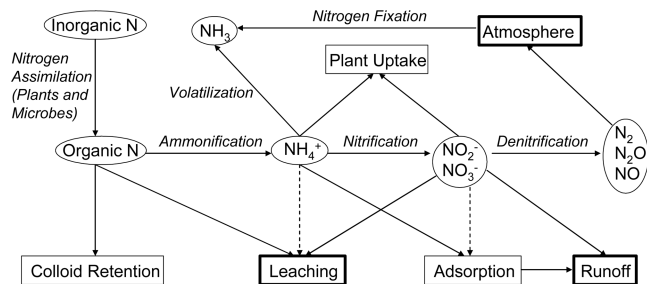 Inorganic N
Nitrogen Fixation
NH₃
Atmosphere
Nitrogen
Assimilation
(Plants and
Microbes)
Plant Uptake
Volatilization
Organic N
Ammonification
NH₄⁺
Nitrification
NO₂⁻
NO₃⁻
Denitrification
N₂
N₂O
NO
Colloid Retention
Leaching
Adsorption
Runoff